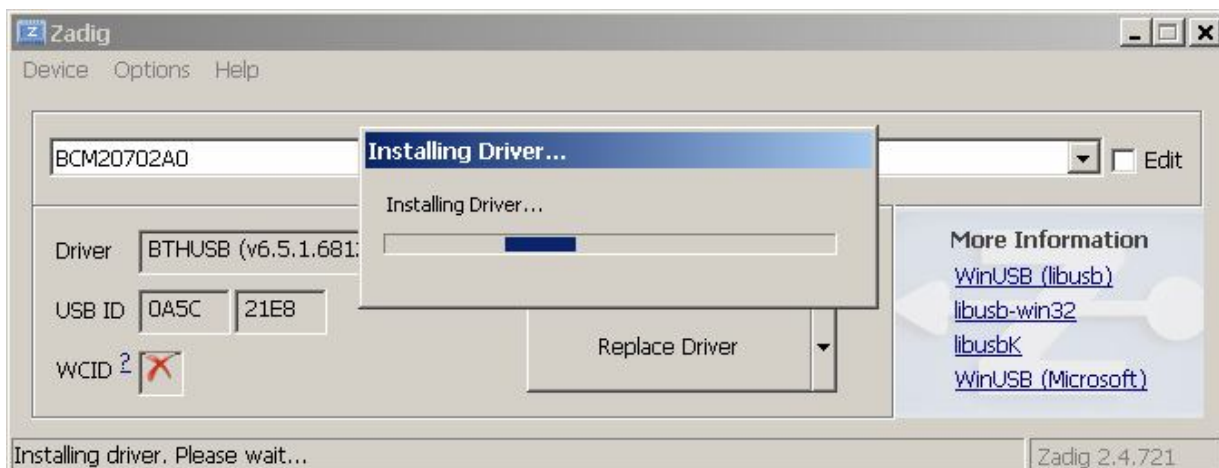 Zadig
Device Options Help
BCM20702A0
Edit
Installing Driver...
Installing Driver...
Driver BTHUSB (v6.5.1.681
USB ID 0A5C 21E8
WCID ?
Replace Driver
More Information
WinUSB (libusb)
libusb-win32
libusbK
WinUSB (Microsoft)
Installing driver. Please wait...
Zadig 2.4.721